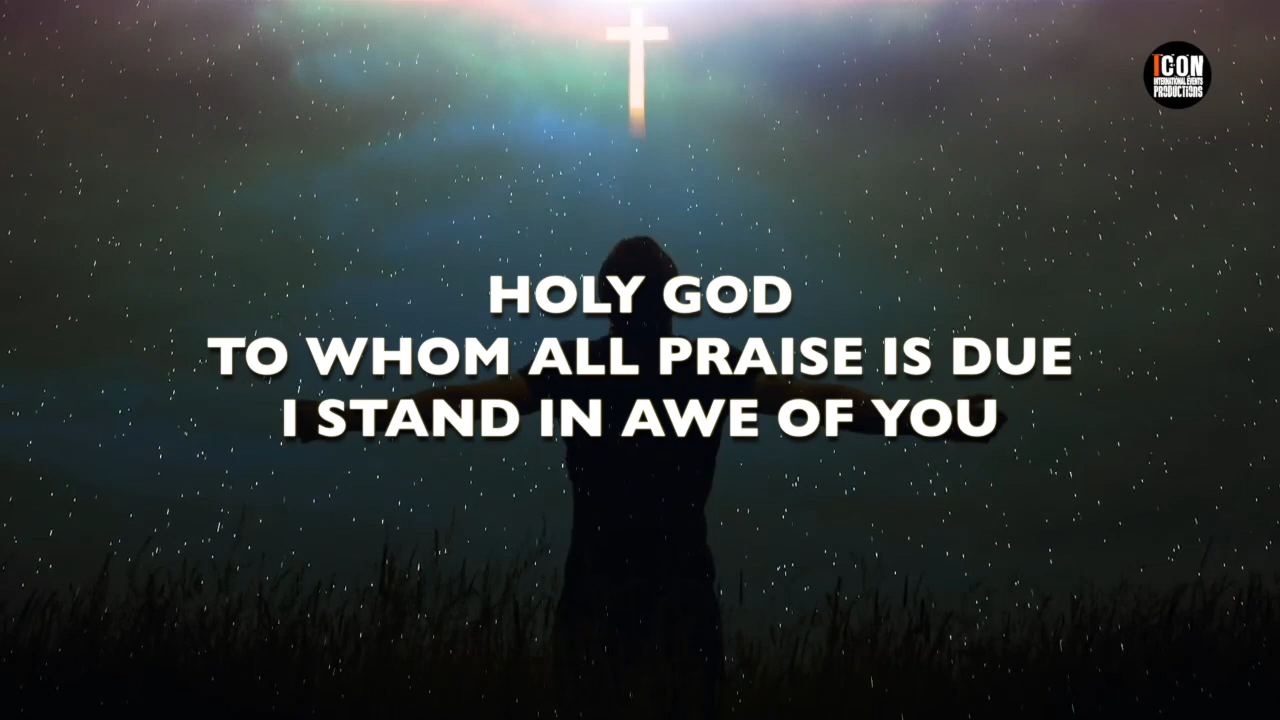 ICON
INTERNATIONAL EVENTS
PRODUCTIONS
HOLY GOD
TO WHOM ALL PRAISE IS DUE
I STAND IN AWE OF YOU